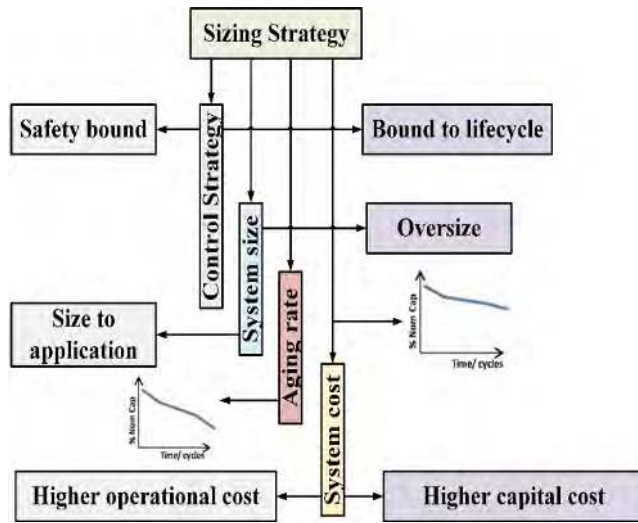 Sizing Strategy
Safety bound
Control Strategy
Bound to lifecycle
System size
Oversize
Size to
application
Aging rate
% Nom Cap
Time/ cycles
% Nom Cap
Time/ cycles
System cost
Higher operational cost
Higher capital cost